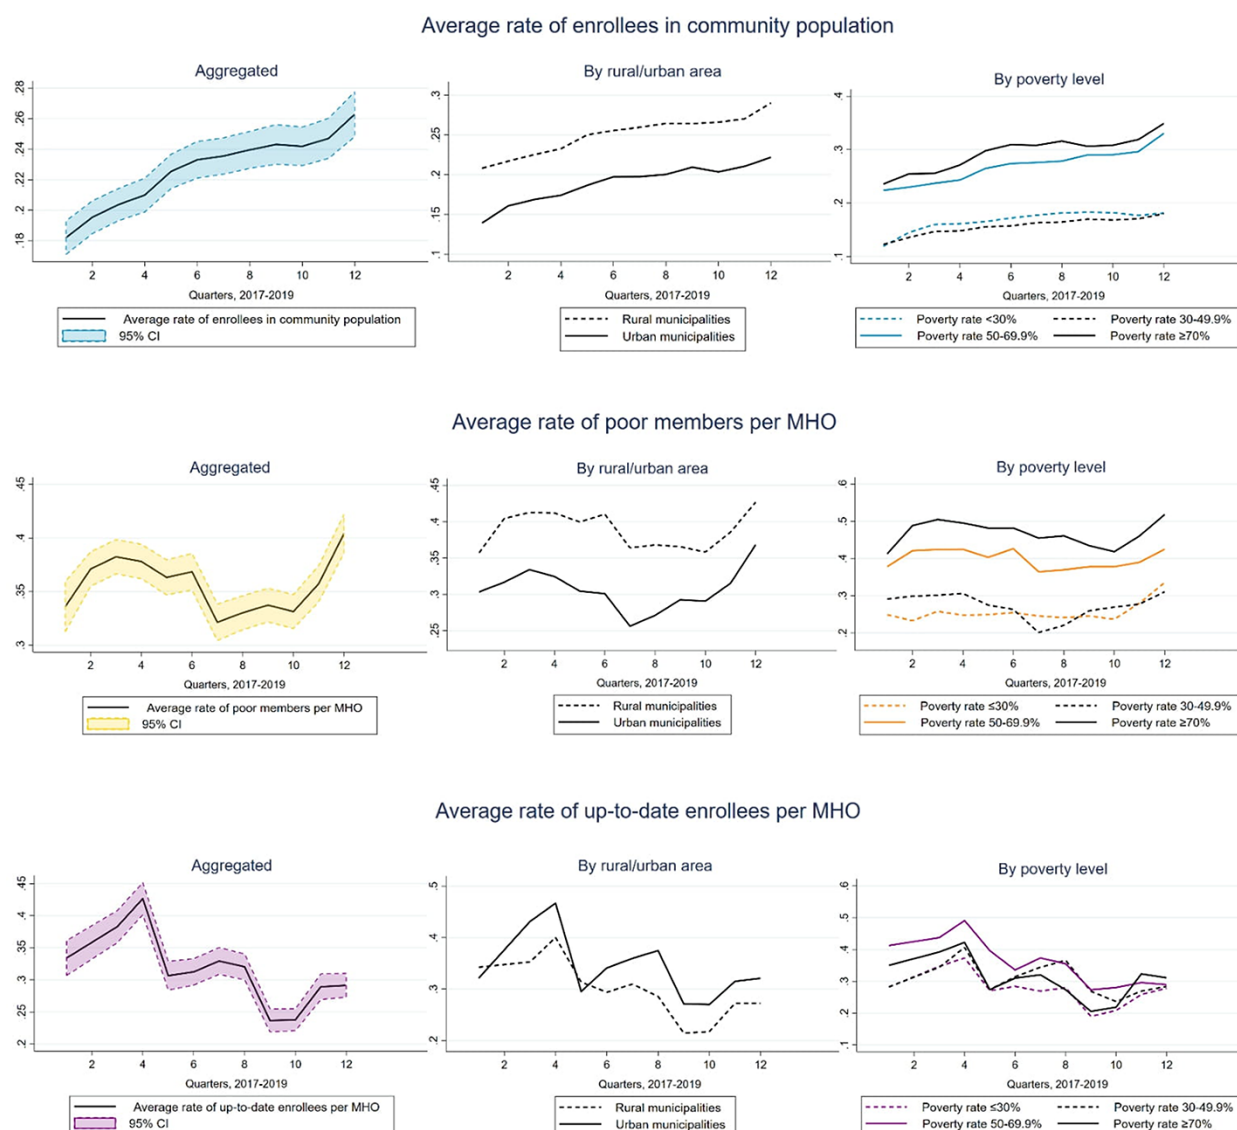 Average rate of enrollees in community population
Aggregated
.28
.26
.24
.22
.2
.18
2 4 6 8 10 12
Quarters, 2017-2019
Average rate of enrollees in community population
95% CI
By rural/urban area
.3
.25
.2
.15
.1
2 4 6 8 10 12
Quarters, 2017-2019
Rural municipalities
Urban municipalities
By poverty level
.4
.3
.2
.1
2 4 6 8 10 12
Quarters, 2017-2019
Poverty rate <30% Poverty rate 30-49.9%
Poverty rate 50-69.9% Poverty rate ≥70%
Average rate of poor members per MHO
Aggregated
.45
.4
.35
.3
2 4 6 8 10 12
Quarters, 2017-2019
Average rate of poor members per MHO
95% CI
By rural/urban area
.45
.4
.35
.3
.25
2 4 6 8 10 12
Quarters, 2017-2019
Rural municipalities
Urban municipalities
By poverty level
.6
.5
.4
.3
.2
2 4 6 8 10 12
Quarters, 2017-2019
Poverty rate ≤30% Poverty rate 30-49.9%
Poverty rate 50-69.9% Poverty rate ≥70%
Average rate of up-to-date enrollees per MHO
Aggregated
.45
.4
.35
.3
.25
.2
2 4 6 8 10 12
Quarters, 2017-2019
Average rate of up-to-date enrollees per MHO
95% CI
By rural/urban area
.5
.4
.3
.2
2 4 6 8 10 12
Quarters, 2017-2019
Rural municipalities
Urban municipalities
By poverty level
.6
.5
.4
.3
.2
.1
2 4 6 8 10 12
Quarters, 2017-2019
Poverty rate ≤30% Poverty rate 30-49.9%
Poverty rate 50-69.9% Poverty rate ≥70%